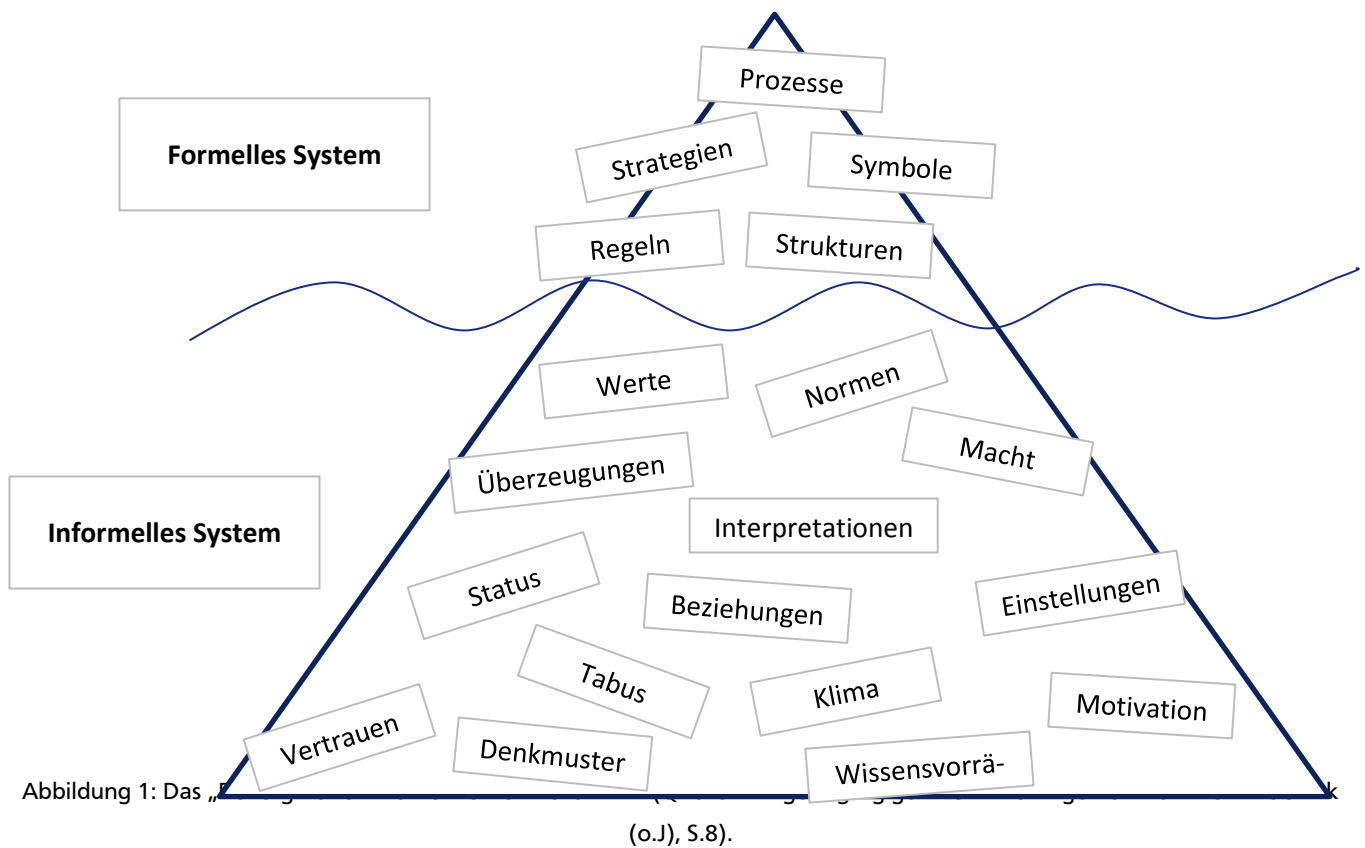 Prozesse
Formelles System
Strategien
Symbole
Regeln
Strukturen
Werte
Normen
Macht
Überzeugungen
Informelles System
Interpretationen
Status
Beziehungen
Einstellungen
Tabus
Klima
Motivation
Vertrauen
Denkmuster
Wissensvorrä-
Abbildung 1: Das
(o.J), S.8).